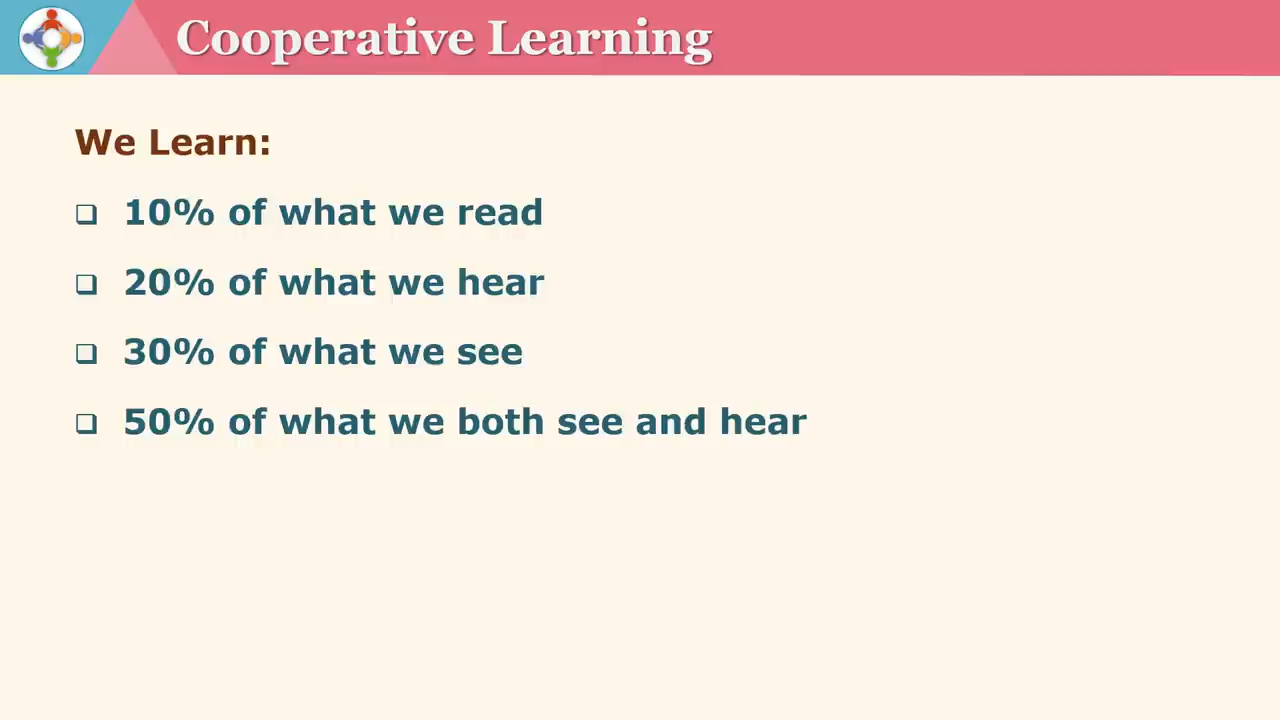 Cooperative Learning
We Learn:
❑ 10% of what we read
❑ 20% of what we hear
❑ 30% of what we see
❑ 50% of what we both see and hear